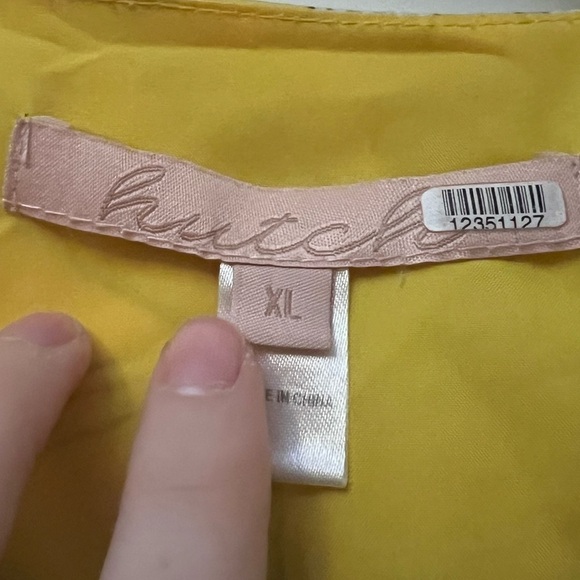 hutch
12351127
XL
E IN CHINA